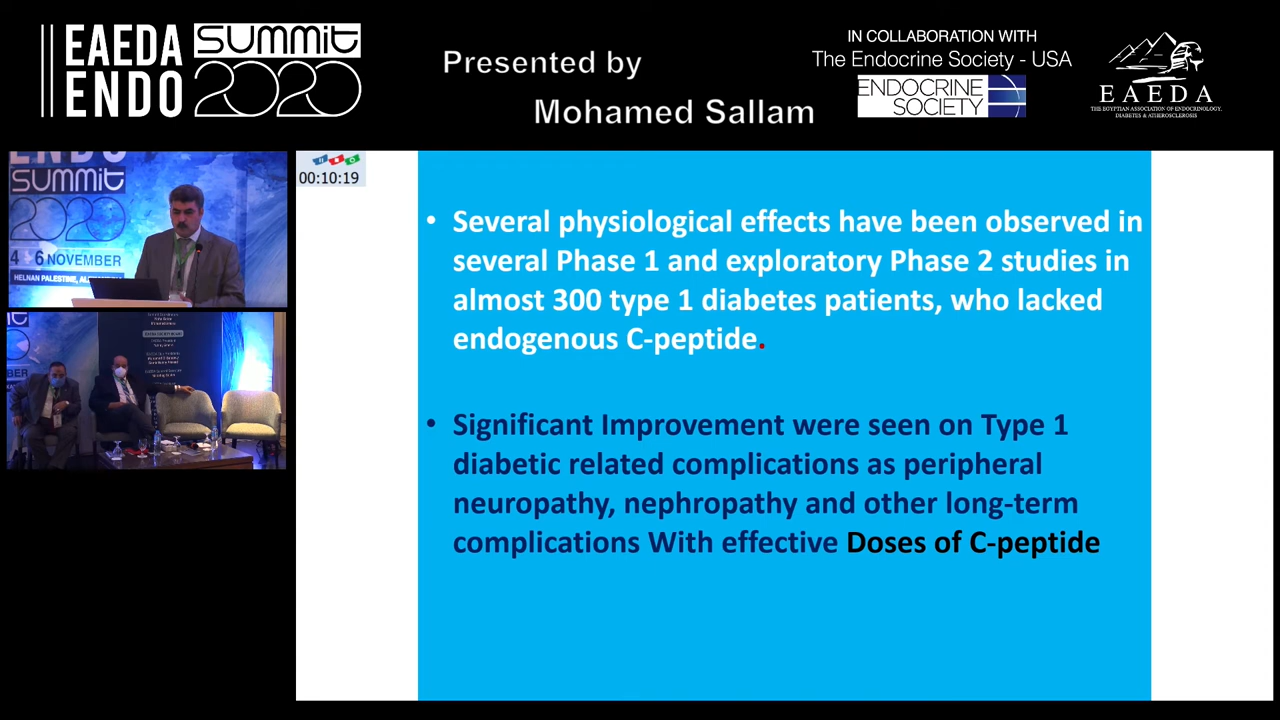 EAEDA
ENDO
SUMMIT
2020
Presented by
Mohamed Sallam
IN COLLABORATION WITH
The Endocrine Society - USA
ENDOCRINE
SOCIETY
EAEDA
THE EGYPTIAN ASSOCIATION OF ENDOCRINOLOGY,
DIABETES & ATHEROSCLEROSIS
ENDO
SUMMIT
2020
4 - 6 NOVEMBER
HELNAN PALESTINE,
00:10:19
• Several physiological effects have been observed in
several Phase 1 and exploratory Phase 2 studies in
almost 300 type 1 diabetes patients, who lacked
endogenous C-peptide.
• Significant Improvement were seen on Type 1
diabetic related complications as peripheral
neuropathy, nephropathy and other long-term
complications With effective Doses of C-peptide